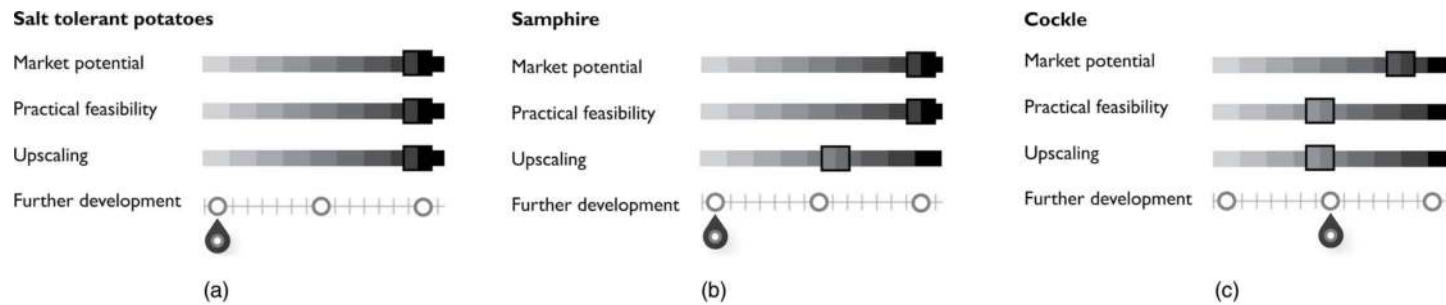 Salt tolerant potatoes
Market potential
Practical feasibility
Upscaling
Further development
(a)
Samphire
Market potential
Practical feasibility
Upscaling
Further development
(b)
Cockle
Market potential
Practical feasibility
Upscaling
Further development
(c)